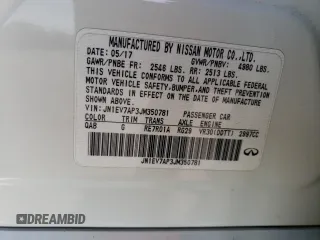 MANUFACTURED BY NISSAN MOTOR CO.,LTD.
DATE: 05/17 GVWR/PNBV: 4980 LBS.
GAWR/PNBE FR: 2546 LBS. RR: 2513 LBS.
THIS VEHICLE CONFORMS TO ALL APPLICABLE
FEDERAL MOTOR VEHICLE SAFETY, BUMPER, AND THEFT PREVENTION
STANDARDS IN EFFECT ON THE DATE OF MANUFACTURE
SHOWN ABOVE.
VIN: JN1EV7AP3JM350781 PASSENGER CAR
COLOR TRIM TRANS AXLE ENGINE
QAB G RE7R01A RG29 VR30(DDTT) 2997CC
JN1EV7AP3JM350781
DREAMBID